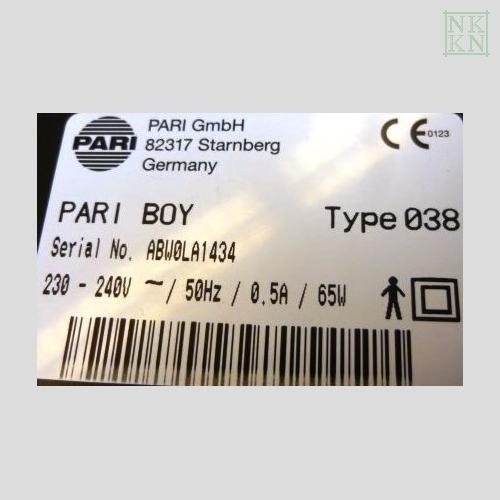 NK
KN
PARI
PARI GmbH
82317 Starnberg
Germany
CE 0123
PARI BOY
Type 038
Serial No. ABW0LA1434
230 - 240V ~ / 50Hz / 0.5A / 65W